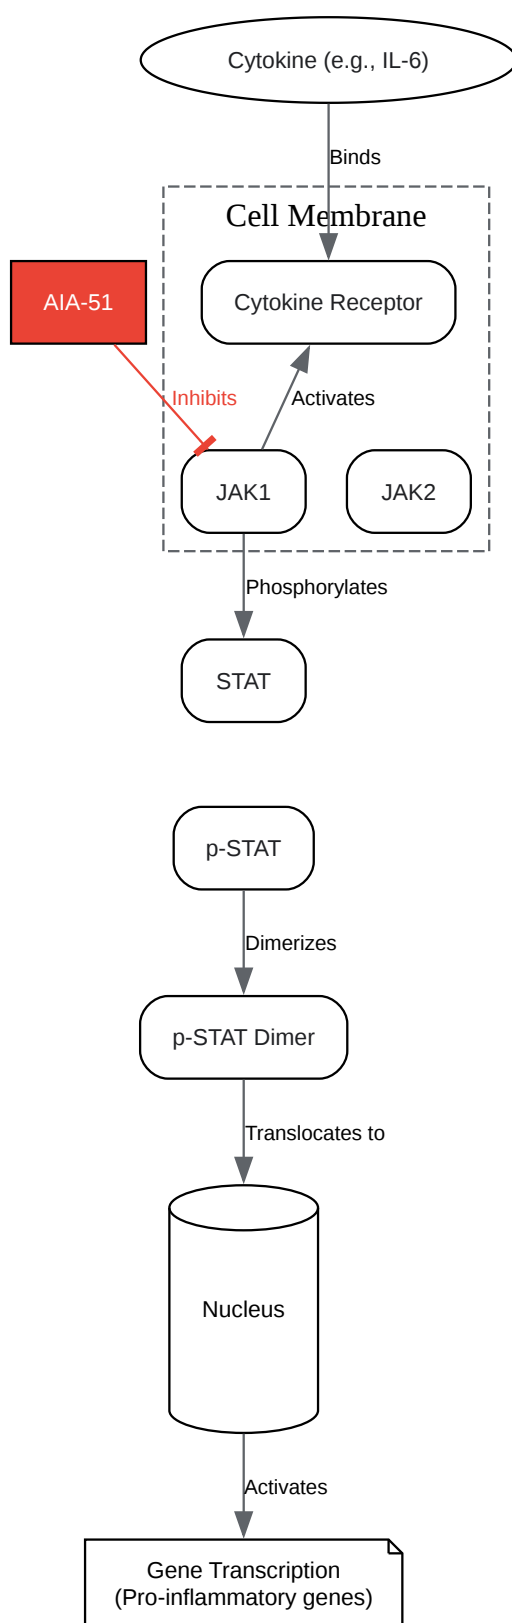 Cytokine (e.g., IL-6)
Binds
Cell Membrane
AIA-51
Cytokine Receptor
Inhibits
Activates
JAK1
JAK2
Phosphorylates
STAT
p-STAT
Dimerizes
p-STAT Dimer
Translocates to
Nucleus
Activates
Gene Transcription
(Pro-inflammatory genes)